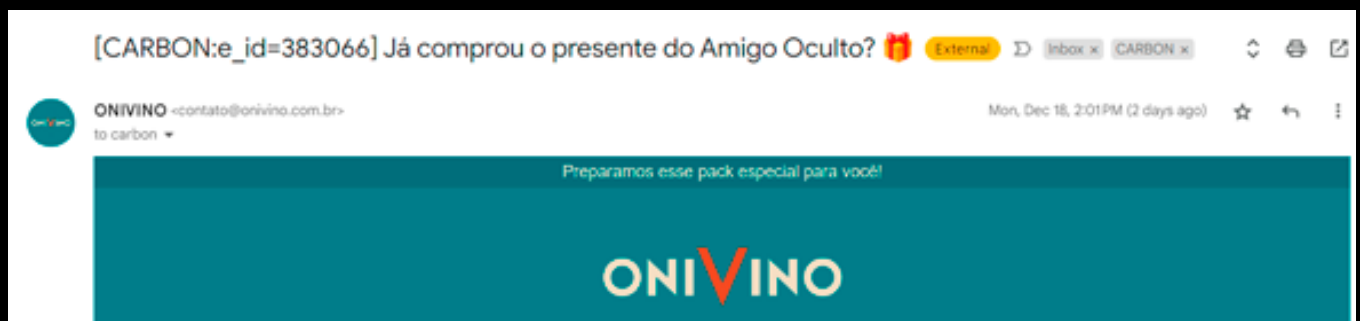 [CARBON:e_id=383066] Já comprou o presente do Amigo Oculto? 🎁 External Inbox x CARBON x
ONIVINO
ONIVINO <contato@onivino.com.br> Mon, Dec 18, 2:01 PM (2 days ago)
to carbon
Preparamos esse pack especial para você!
ONIVINO